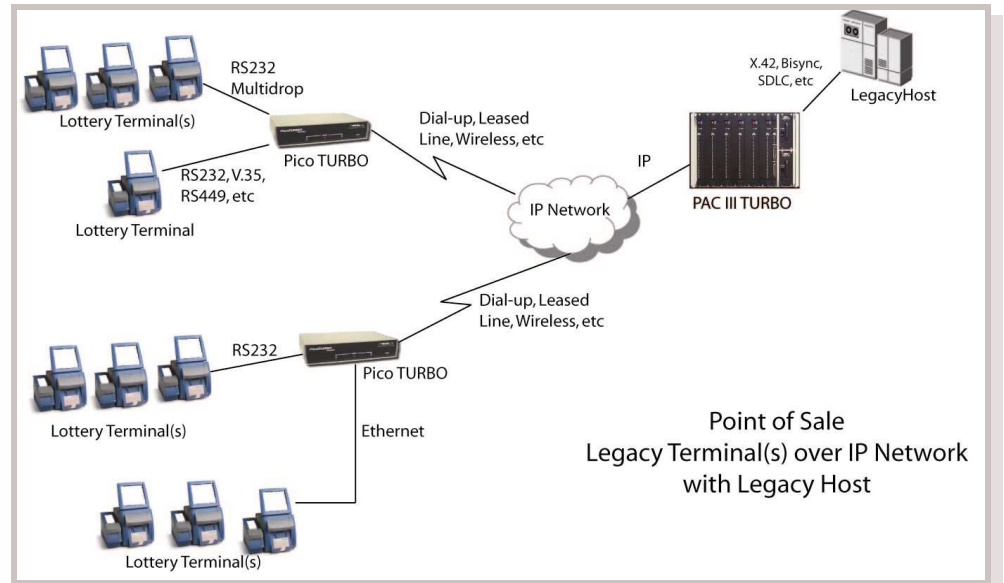 RS232
Multidrop
Lottery Terminal(s)
Pico TURBO
RS232, V.35,
RS449, etc
Lottery Terminal
Dial-up, Leased
Line, Wireless, etc
IP Network
IP
X.42, Bisync,
SDLC, etc
LegacyHost
PAC III TURBO
Dial-up, Leased
Line, Wireless, etc
RS232
Pico TURBO
Lottery Terminal(s)
Ethernet
Lottery Terminal(s)
Point of Sale
Legacy Terminal(s) over IP Network
with Legacy Host